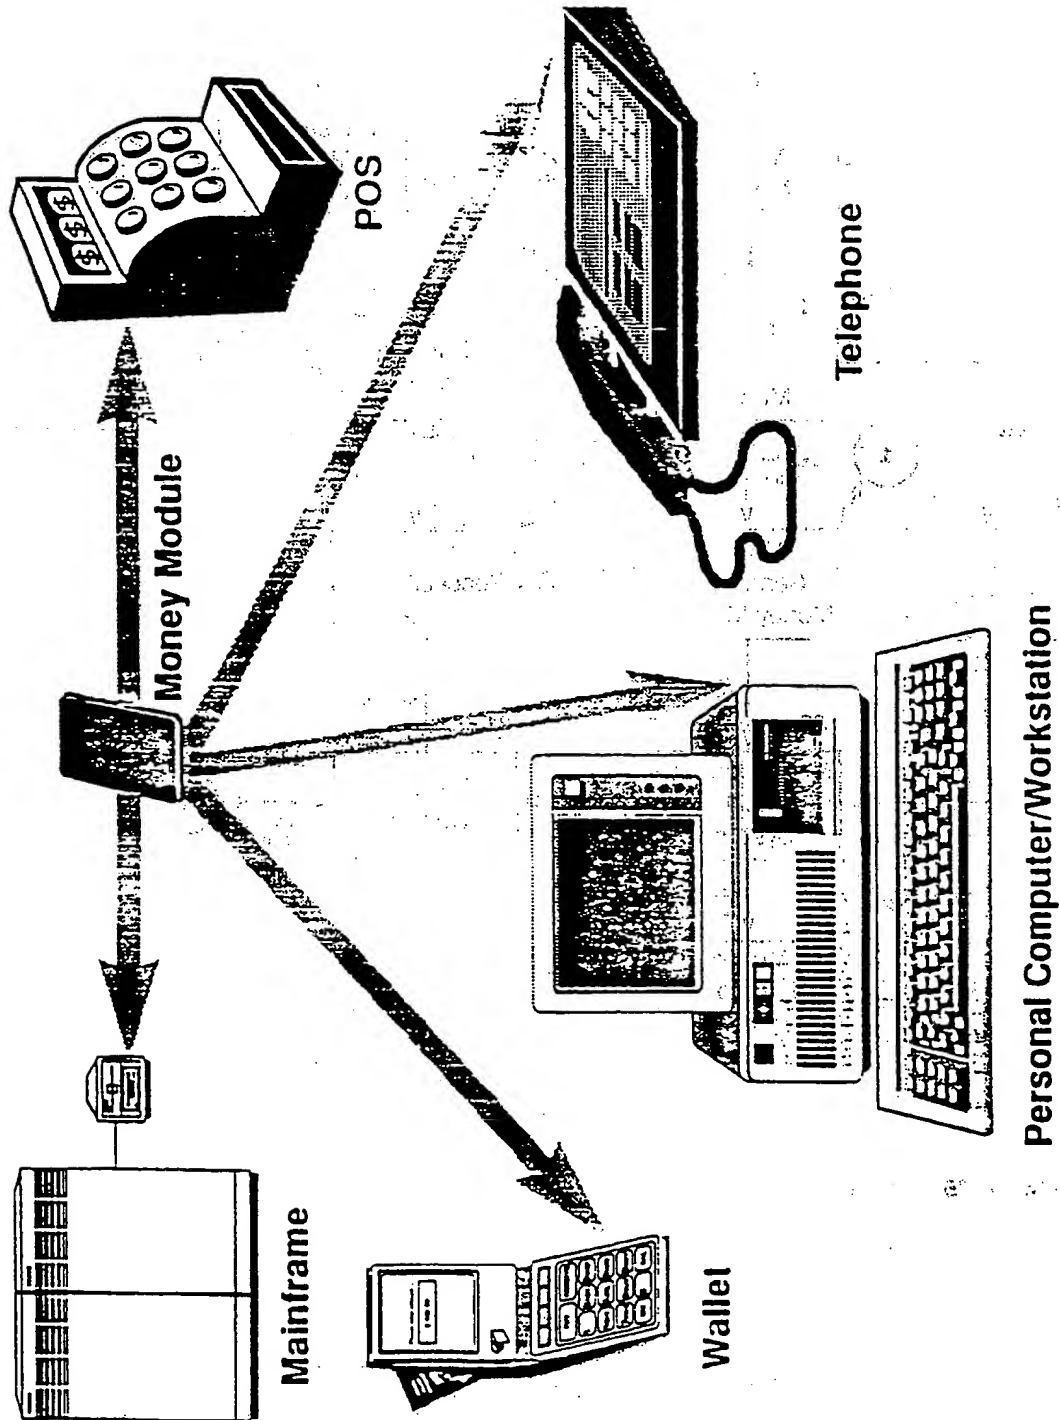 Mainframe
Money Module
$ $ $
POS
Wallet
Personal Computer/Workstation
Telephone